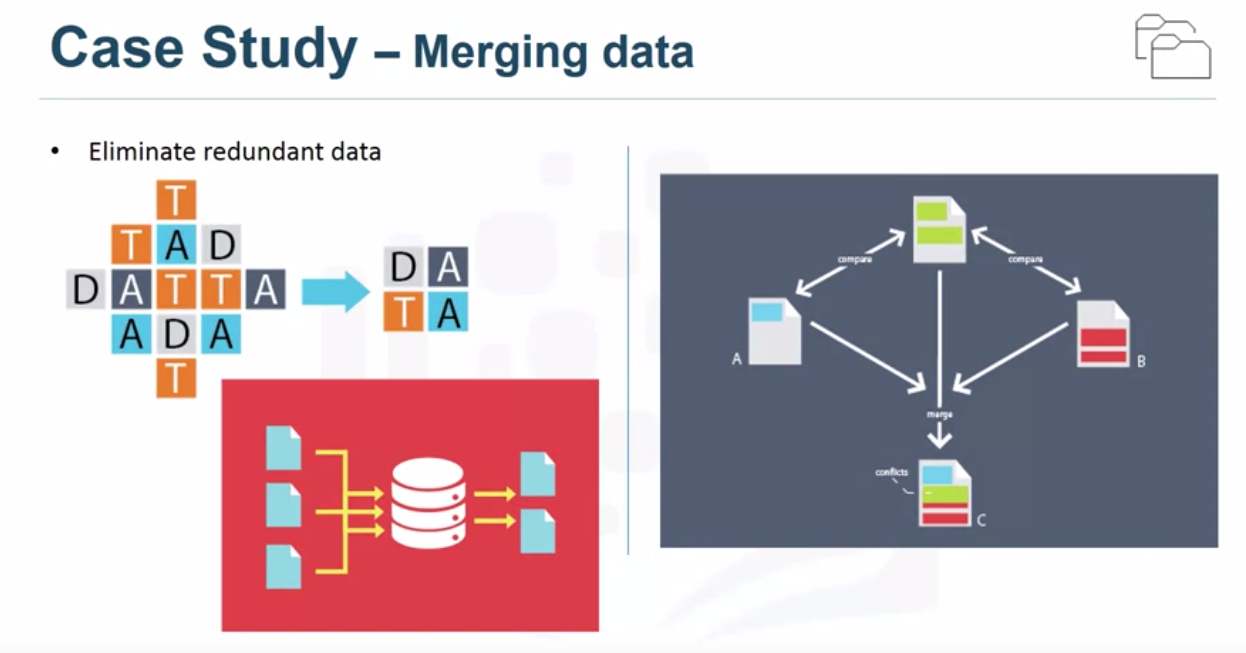 Case Study – Merging data
• Eliminate redundant data
T
T A D
D A T T A
A D A
T
D A
T A
compare
compare
A
B
merge
conflicts
C